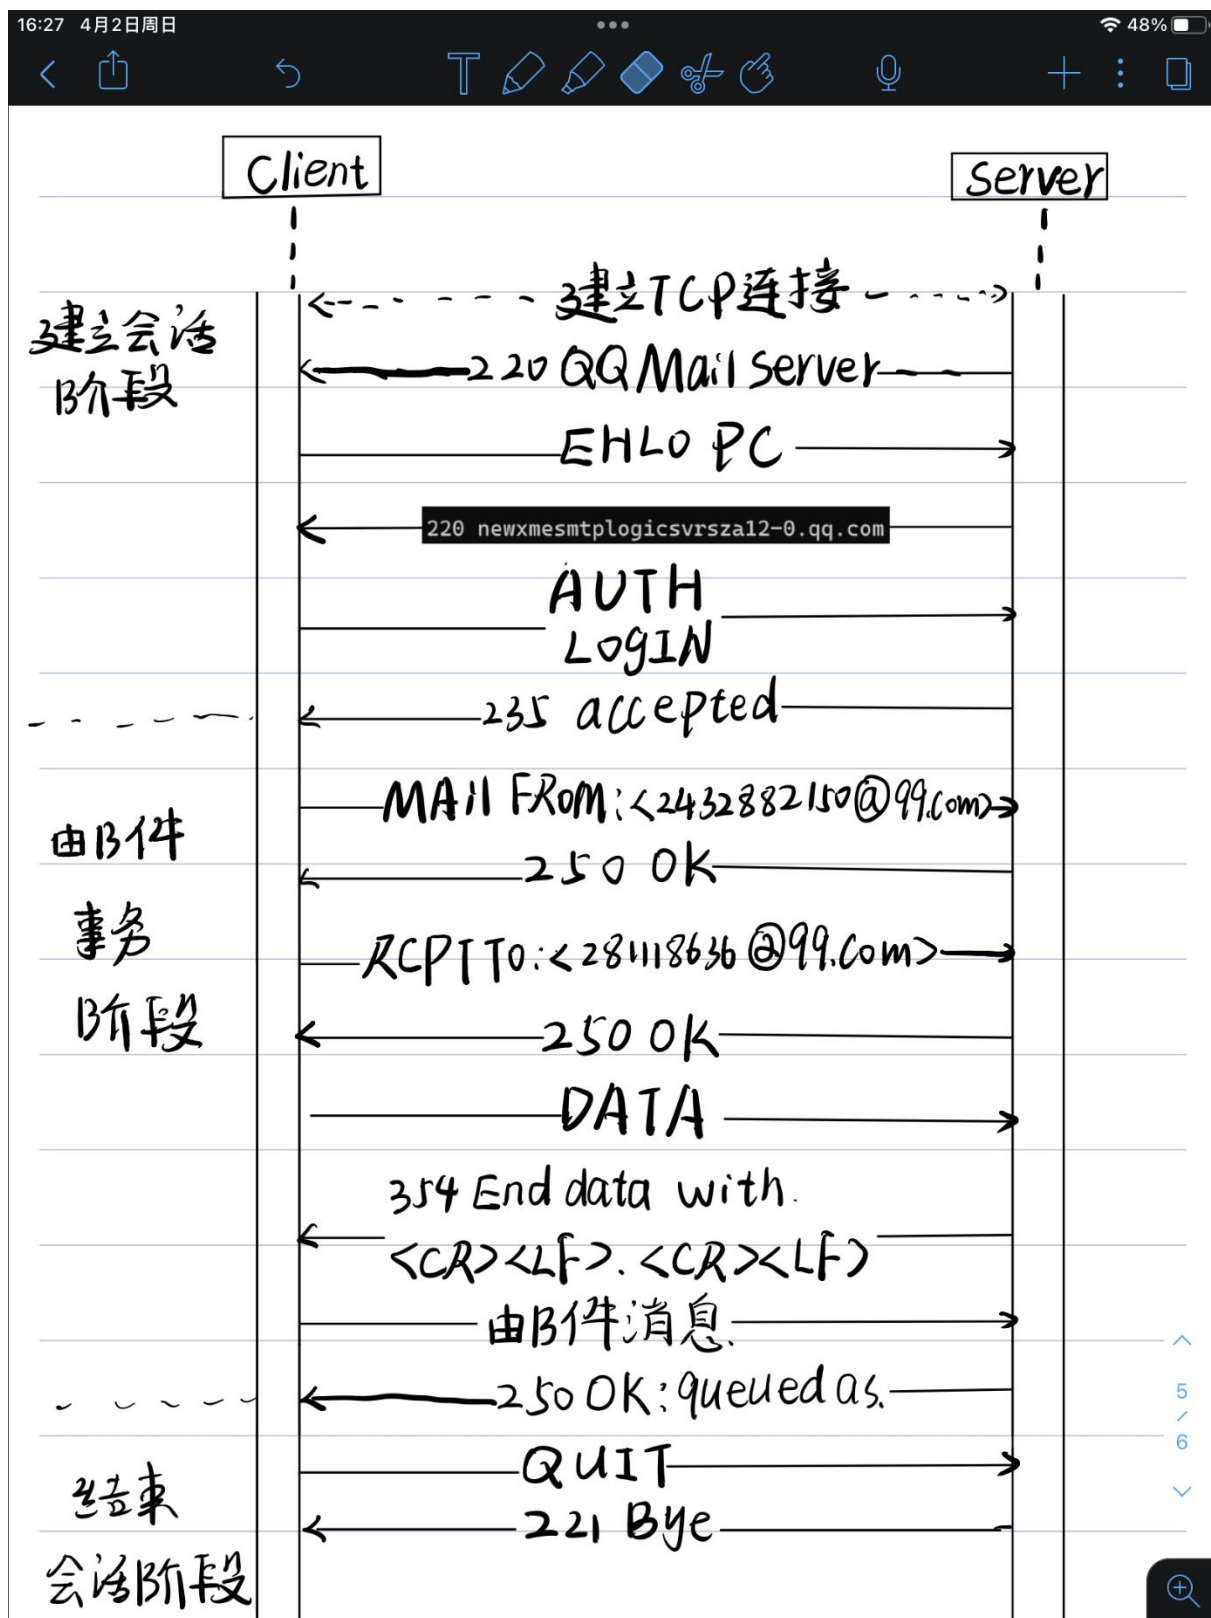 16:27 4月2日周日
48%
Client
Server
建立TCP连接
建立会话
阶段
220 QQ Mail Server
EHLO PC
220 newxmesmtplogicsvrsza12-0.qq.com
AUTH
LOGIN
235 accepted
MAil FROM:<2432882150@qq.com>
邮件
250 OK
事务
RCPT TO:<281118636@qq.com>
阶段
250 OK
DATA
354 End data with.
<CR><LF>.<CR><LF>
邮件消息.
250 OK: queued as.
5
/
6
QUIT
结束
221 Bye
会话阶段